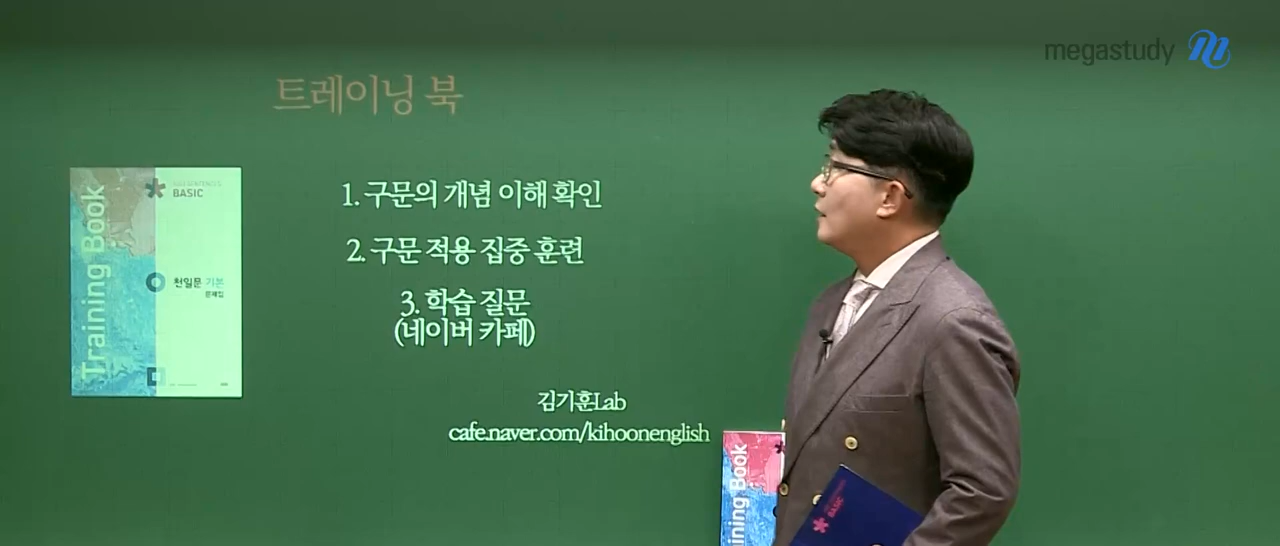 megastudy
트레이닝 북
1. 구문의 개념 이해 확인
2. 구문 적용 집중 훈련
3. 학습 질문
(네이버 카페)
김기훈Lab
cafe.naver.com/kihoonenglish
Training Book
BASIC
천일문 기본
문제집
ining Book
BASIC